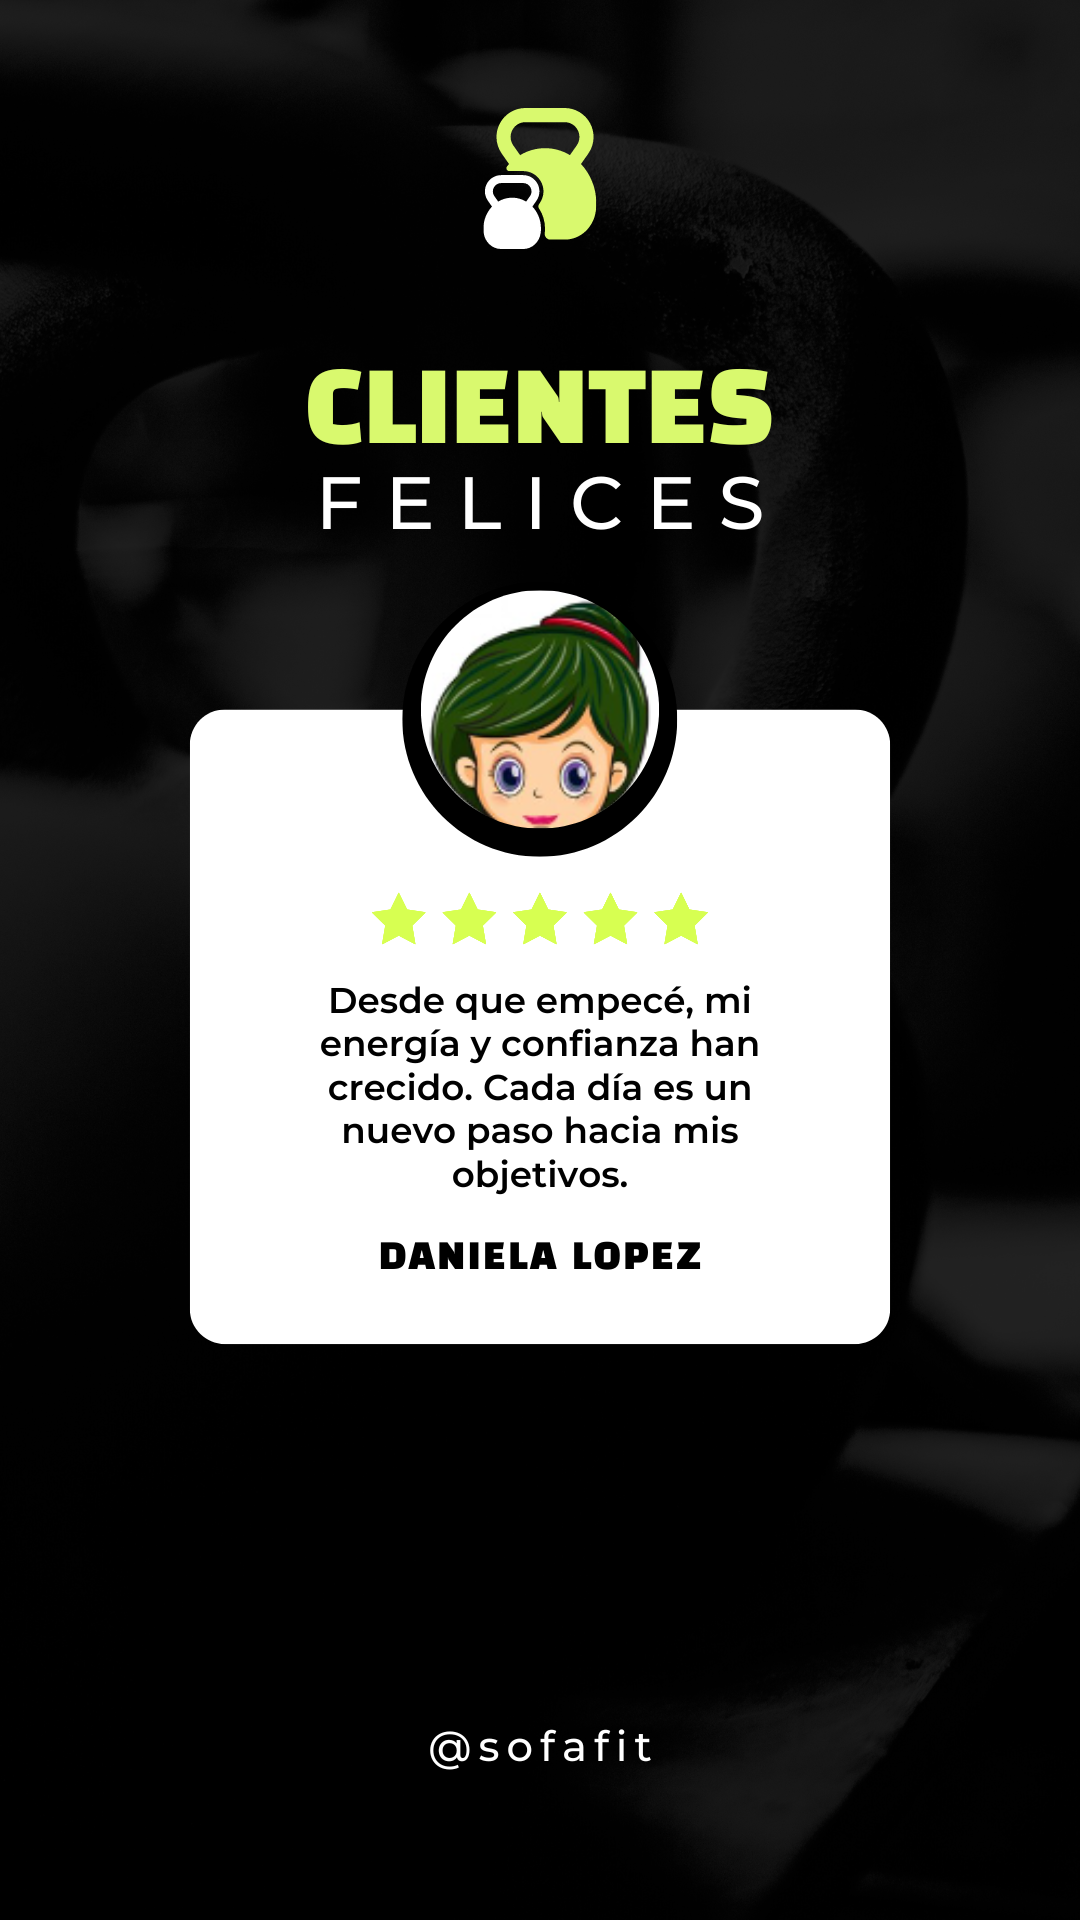 CLIENTES
FELICES
Desde que empecé, mi
energía y confianza han
crecido. Cada día es un
nuevo paso hacia mis
objetivos.
DANIELA LOPEZ
@sofafit